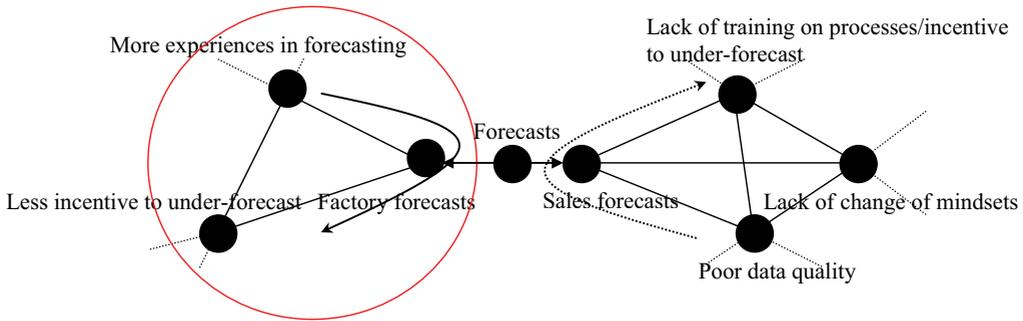 More experiences in forecasting
Lack of training on processes/incentive
to under-forecast
Forecasts
Less incentive to under-forecast
Factory forecasts
Sales forecasts
Lack of change of mindsets
Poor data quality